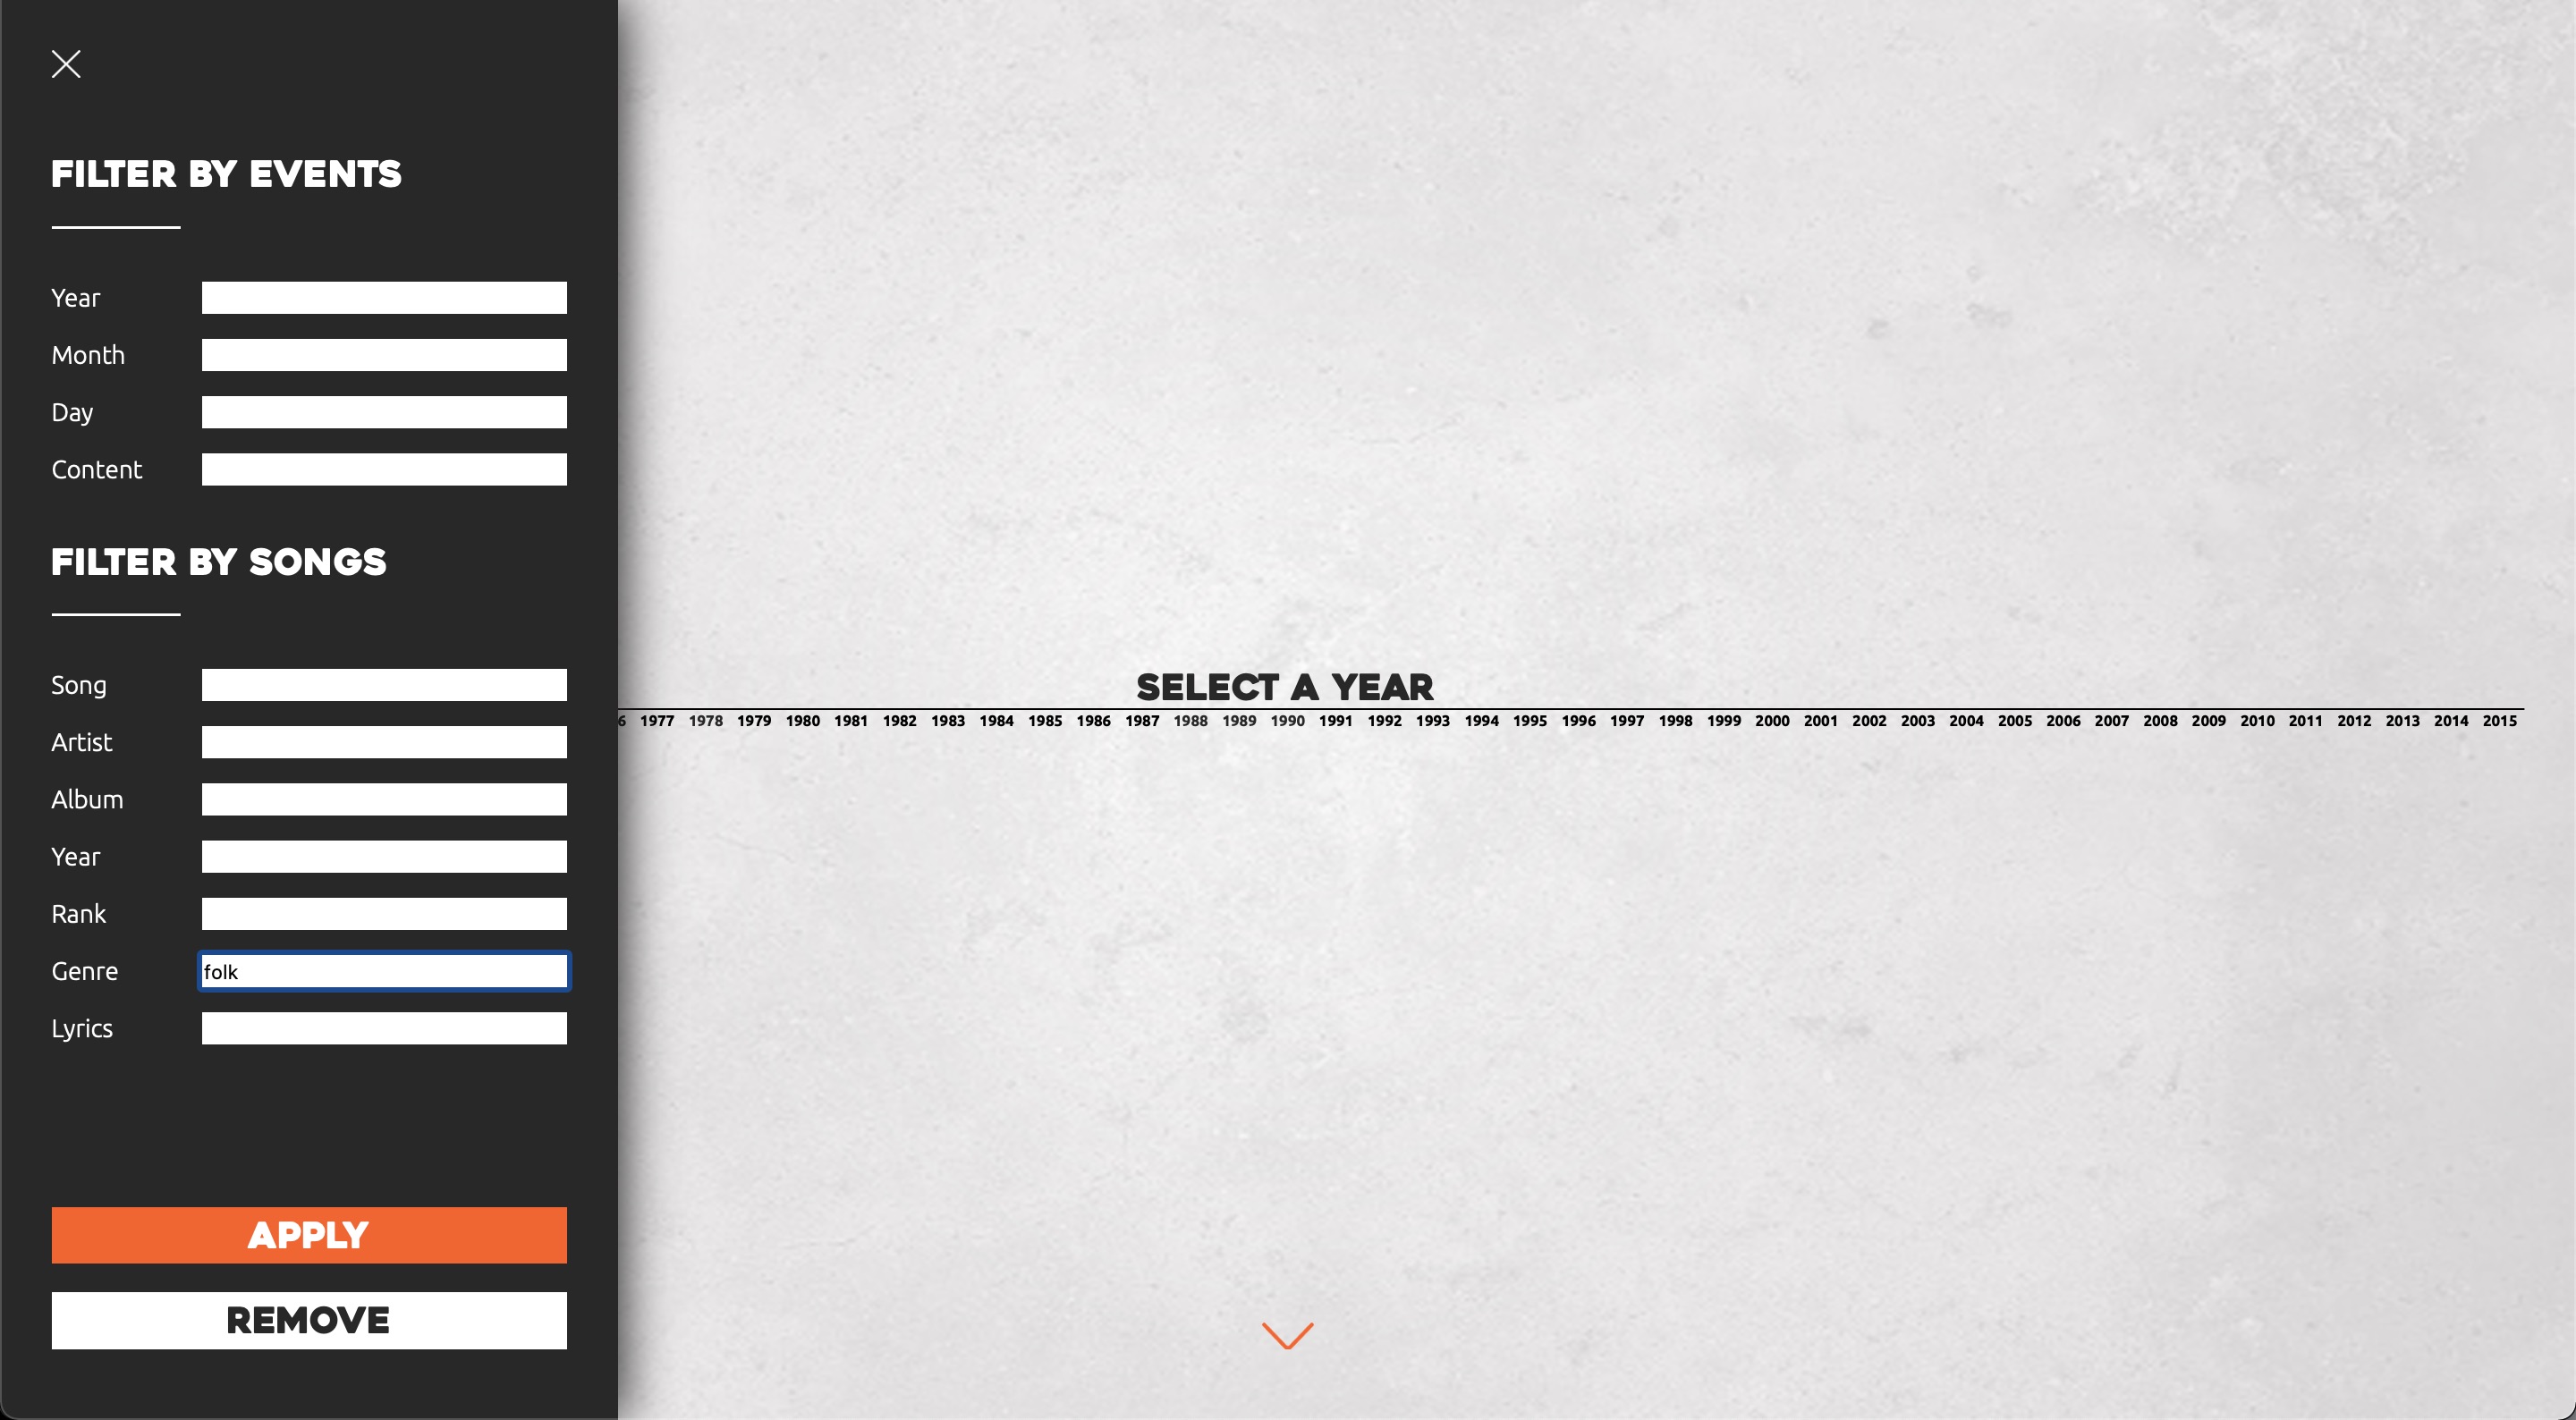 FILTER BY EVENTS
Year
Month
Day
Content
FILTER BY SONGS
Song
Artist
Album
Year
Rank
Genre folk
Lyrics
APPLY
REMOVE
SELECT A YEAR
6 1977 1978 1979 1980 1981 1982 1983 1984 1985 1986 1987 1988 1989 1990 1991 1992 1993 1994 1995 1996 1997 1998 1999 2000 2001 2002 2003 2004 2005 2006 2007 2008 2009 2010 2011 2012 2013 2014 2015